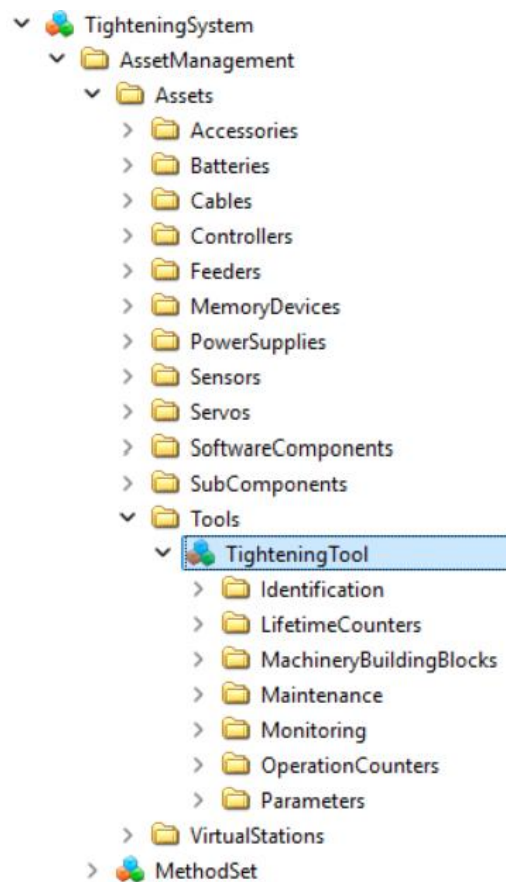 TighteningSystem
AssetManagement
Assets
Accessories
Batteries
Cables
Controllers
Feeders
MemoryDevices
PowerSupplies
Sensors
Servos
SoftwareComponents
SubComponents
Tools
TighteningTool
Identification
LifetimeCounters
MachineryBuildingBlocks
Maintenance
Monitoring
OperationCounters
Parameters
VirtualStations
MethodSet